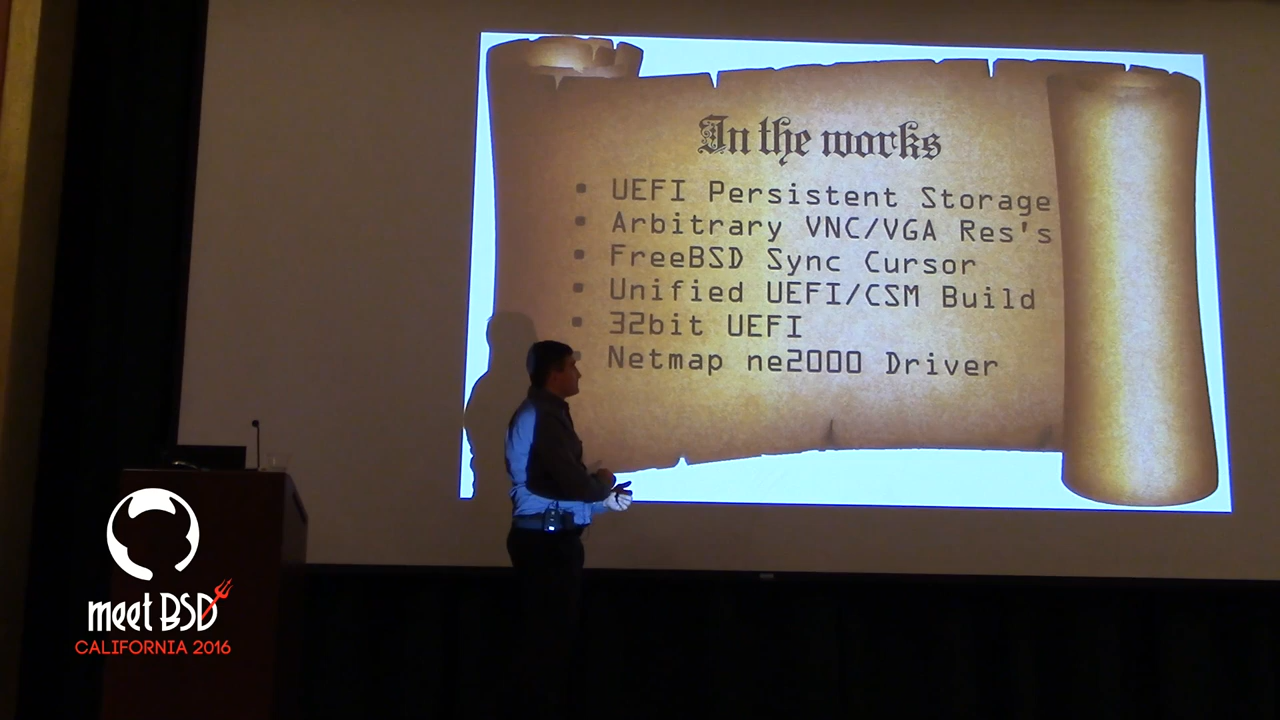 In the works
▪ UEFI Persistent Storage
▪ Arbitrary VNC/VGA Res's
▪ FreeBSD Sync Cursor
▪ Unified UEFI/CSM Build
▪ 32bit UEFI
▪ Netmap ne2000 Driver
meet BSD
CALIFORNIA 2016